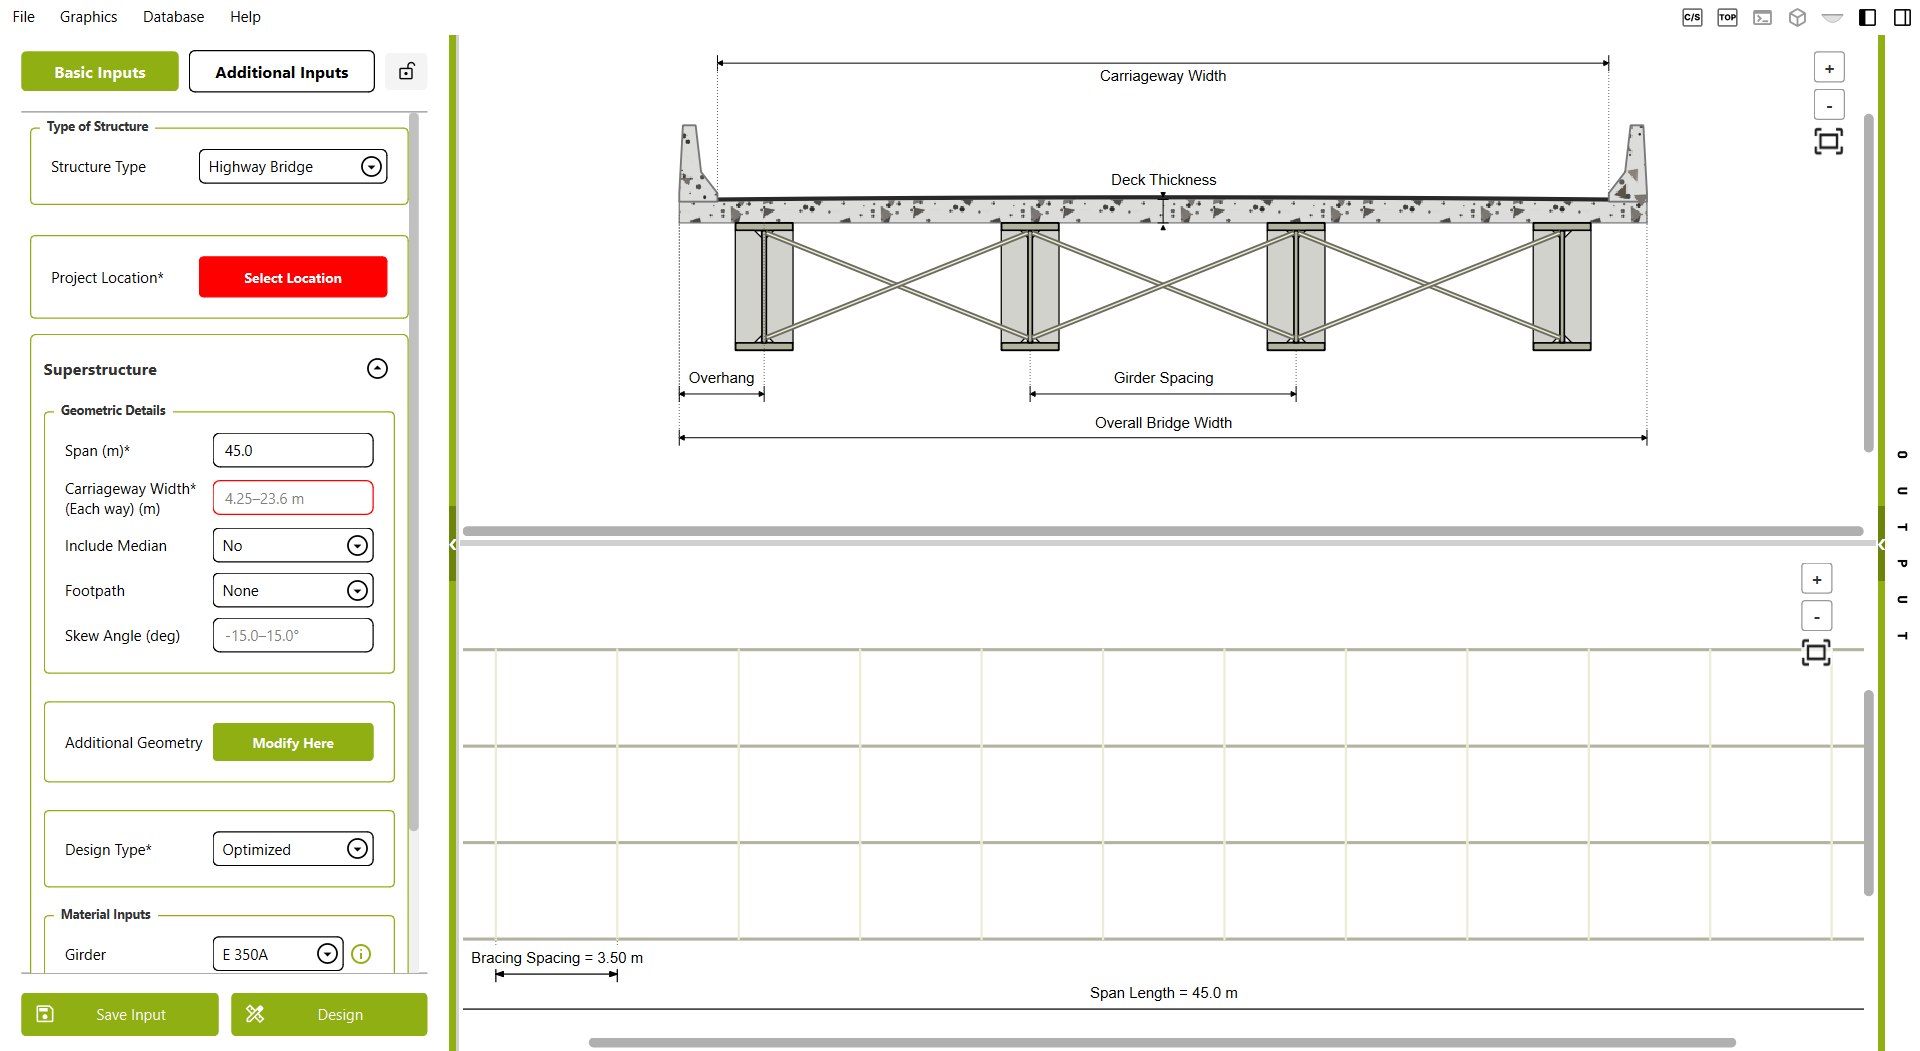 File Graphics Database Help
C/S TOP
Basic Inputs Additional Inputs
Type of Structure
Structure Type Highway Bridge
Project Location* Select Location
Superstructure
Geometric Details
Span (m)* 45.0
Carriageway Width* 4.25–23.6 m
(Each way) (m)
Include Median No
Footpath None
Skew Angle (deg) -15.0–15.0°
Additional Geometry Modify Here
Design Type* Optimized
Material Inputs
Girder E 350A
Save Input Design
Carriageway Width
Deck Thickness
Overhang Girder Spacing
Overall Bridge Width
+
-
+
-
Bracing Spacing = 3.50 m
Span Length = 45.0 m
OUTPUT